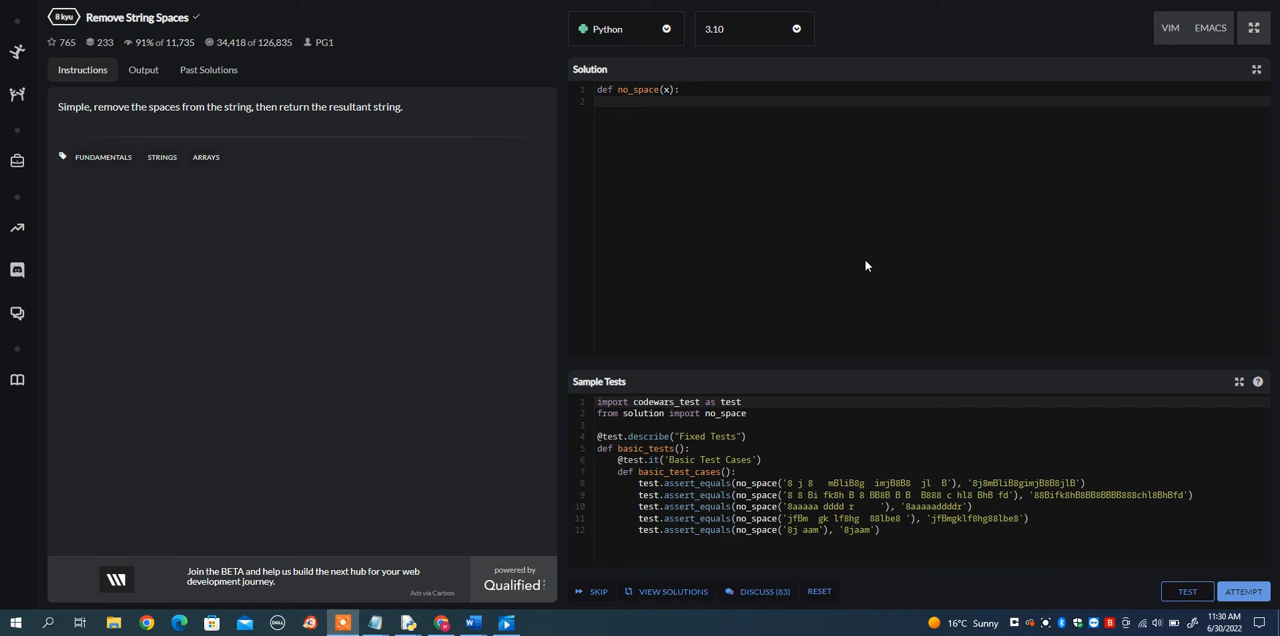 8 kyu Remove String Spaces
765 233 91% of 11,735 34,418 of 126,835 PG1
Instructions Output Past Solutions
Simple, remove the spaces from the string, then return the resultant string.
FUNDAMENTALS STRINGS ARRAYS
Join the BETA and help us build the next hub for your web
development journey.
Ads via Carbon
powered by
Qualified
Python 3.10 VIM EMACS
Solution
1 def no_space(x):
2
Sample Tests
1 import codewars_test as test
2 from solution import no_space
3
4 @test.describe("Fixed Tests")
5 def basic_tests():
6 @test.it('Basic Test Cases')
7 def basic_test_cases():
8 test.assert_equals(no_space('8 j 8   mBliB8g  imjB8B8  jl  B'), '8j8mBliB8gimjB8B8jlB')
9 test.assert_equals(no_space('8 8 Bi fk8h B 8 BB8B B B  B888 c hl8 BhB fd'), '88Bifk8hB8BB8BBBB888chl8BhBfd')
10 test.assert_equals(no_space('8aaaaa dddd r     '), '8aaaaaddddr')
11 test.assert_equals(no_space('jfBm  gk lf8hg  88lbe8 '), 'jfBmgklf8hg88lbe8')
12 test.assert_equals(no_space('8j aam'), '8jaam')
SKIP VIEW SOLUTIONS DISCUSS (83) RESET TEST ATTEMPT
DELL
16°C Sunny
11:30 AM
6/30/2022